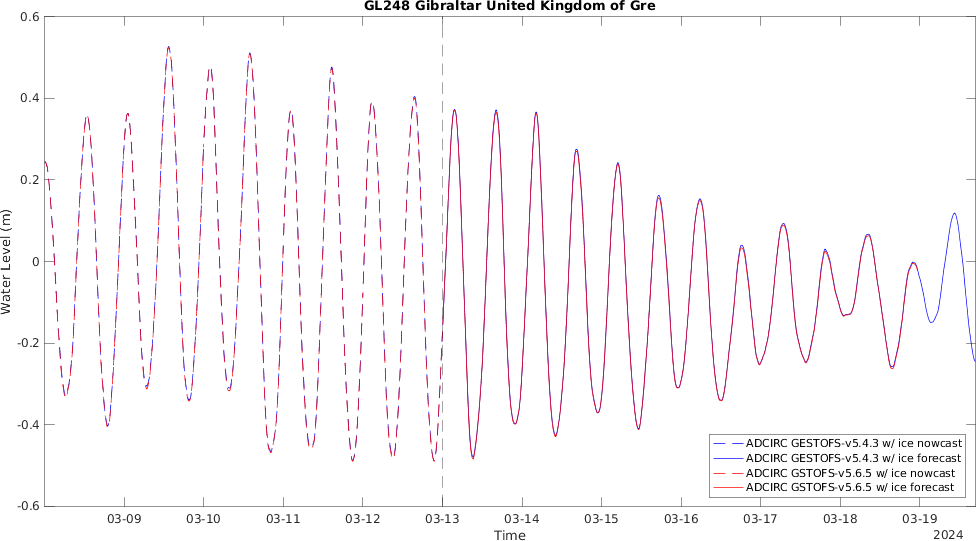 GL248 Gibraltar United Kingdom of Gre
0.6
0.4
0.2
0
-0.2
-0.4
-0.6
Water Level (m)
ADCIRC GESTOFS-v5.4.3 w/ ice nowcast
ADCIRC GESTOFS-v5.4.3 w/ ice forecast
ADCIRC GSTOFS-v5.6.5 w/ ice nowcast
ADCIRC GSTOFS-v5.6.5 w/ ice forecast
03-09 03-10 03-11 03-12 03-13 03-14 03-15 03-16 03-17 03-18 03-19
Time
2024